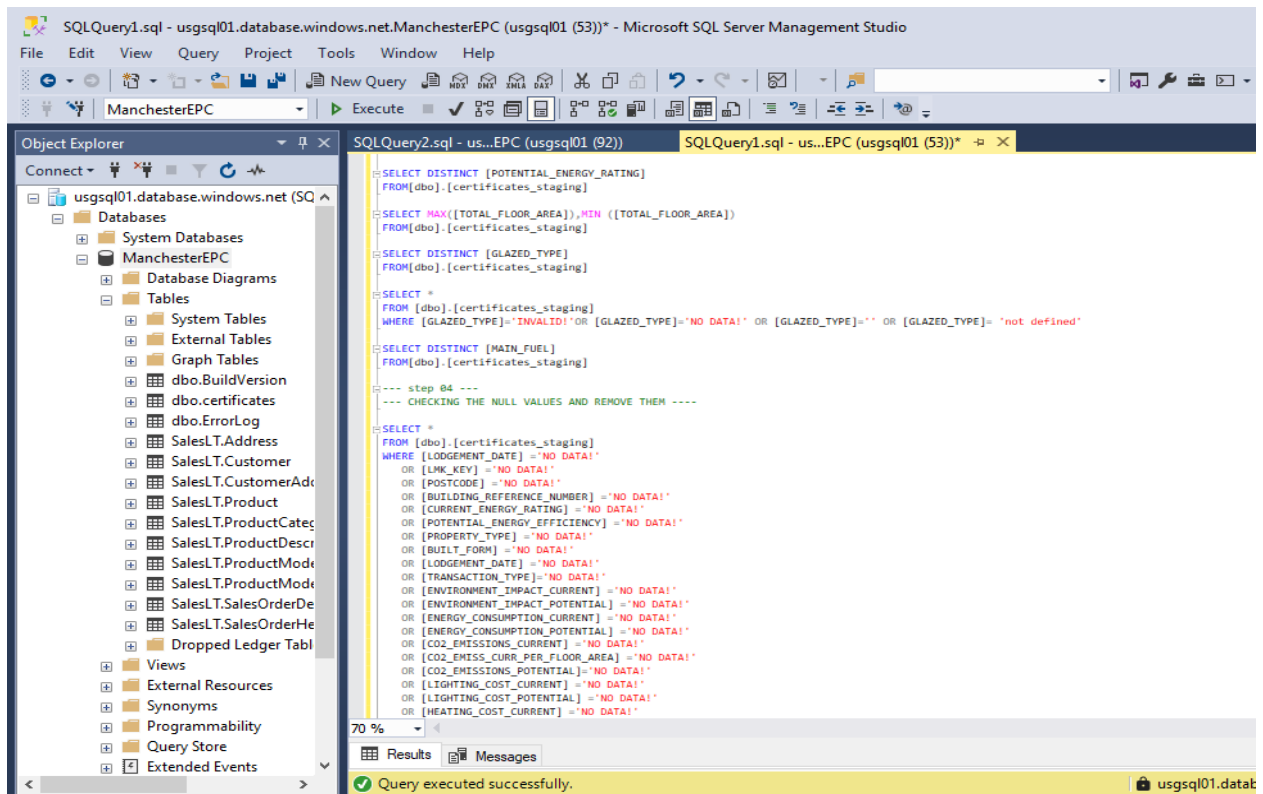 SQLQuery1.sql - usgsql01.database.windows.net.ManchesterEPC (usgsql01 (53))* - Microsoft SQL Server Management Studio
File Edit View Query Project Tools Window Help
New Query MDX DMX XMLA DAX
ManchesterEPC Execute
Object Explorer
Connect
usgsql01.database.windows.net (SQ
Databases
System Databases
ManchesterEPC
Database Diagrams
Tables
System Tables
External Tables
Graph Tables
dbo.BuildVersion
dbo.certificates
dbo.ErrorLog
SalesLT.Address
SalesLT.Customer
SalesLT.CustomerAdd
SalesLT.Product
SalesLT.ProductCateg
SalesLT.ProductDescr
SalesLT.ProductMode
SalesLT.ProductMode
SalesLT.SalesOrderDe
SalesLT.SalesOrderHe
Dropped Ledger Tabl
Views
External Resources
Synonyms
Programmability
Query Store
Extended Events
SQLQuery2.sql - us...EPC (usgsql01 (92)) SQLQuery1.sql - us...EPC (usgsql01 (53))*
SELECT DISTINCT [POTENTIAL_ENERGY_RATING]
FROM[dbo].[certificates_staging]
SELECT MAX([TOTAL_FLOOR_AREA]),MIN ([TOTAL_FLOOR_AREA])
FROM[dbo].[certificates_staging]
SELECT DISTINCT [GLAZED_TYPE]
FROM[dbo].[certificates_staging]
SELECT *
FROM [dbo].[certificates_staging]
WHERE [GLAZED_TYPE]='INVALID!'OR [GLAZED_TYPE]='NO DATA!' OR [GLAZED_TYPE]='' OR [GLAZED_TYPE]= 'not defined'
SELECT DISTINCT [MAIN_FUEL]
FROM[dbo].[certificates_staging]
--- step 04 ---
--- CHECKING THE NULL VALUES AND REMOVE THEM ----
SELECT *
FROM [dbo].[certificates_staging]
WHERE [LODGEMENT_DATE] ='NO DATA!'
OR [LMK_KEY] ='NO DATA!'
OR [POSTCODE] ='NO DATA!'
OR [BUILDING_REFERENCE_NUMBER] ='NO DATA!'
OR [CURRENT_ENERGY_RATING] ='NO DATA!'
OR [POTENTIAL_ENERGY_EFFICIENCY] ='NO DATA!'
OR [PROPERTY_TYPE] ='NO DATA!'
OR [BUILT_FORM] ='NO DATA!'
OR [LODGEMENT_DATE] ='NO DATA!'
OR [TRANSACTION_TYPE]='NO DATA!'
OR [ENVIRONMENT_IMPACT_CURRENT] ='NO DATA!'
OR [ENVIRONMENT_IMPACT_POTENTIAL] ='NO DATA!'
OR [ENERGY_CONSUMPTION_CURRENT] ='NO DATA!'
OR [ENERGY_CONSUMPTION_POTENTIAL] ='NO DATA!'
OR [CO2_EMISSIONS_CURRENT] ='NO DATA!'
OR [CO2_EMISS_CURR_PER_FLOOR_AREA] ='NO DATA!'
OR [CO2_EMISSIONS_POTENTIAL]='NO DATA!'
OR [LIGHTING_COST_CURRENT] ='NO DATA!'
OR [LIGHTING_COST_POTENTIAL] ='NO DATA!'
OR [HEATING_COST_CURRENT] ='NO DATA!'
70 %
Results Messages
Query executed successfully. usgsql01.datab